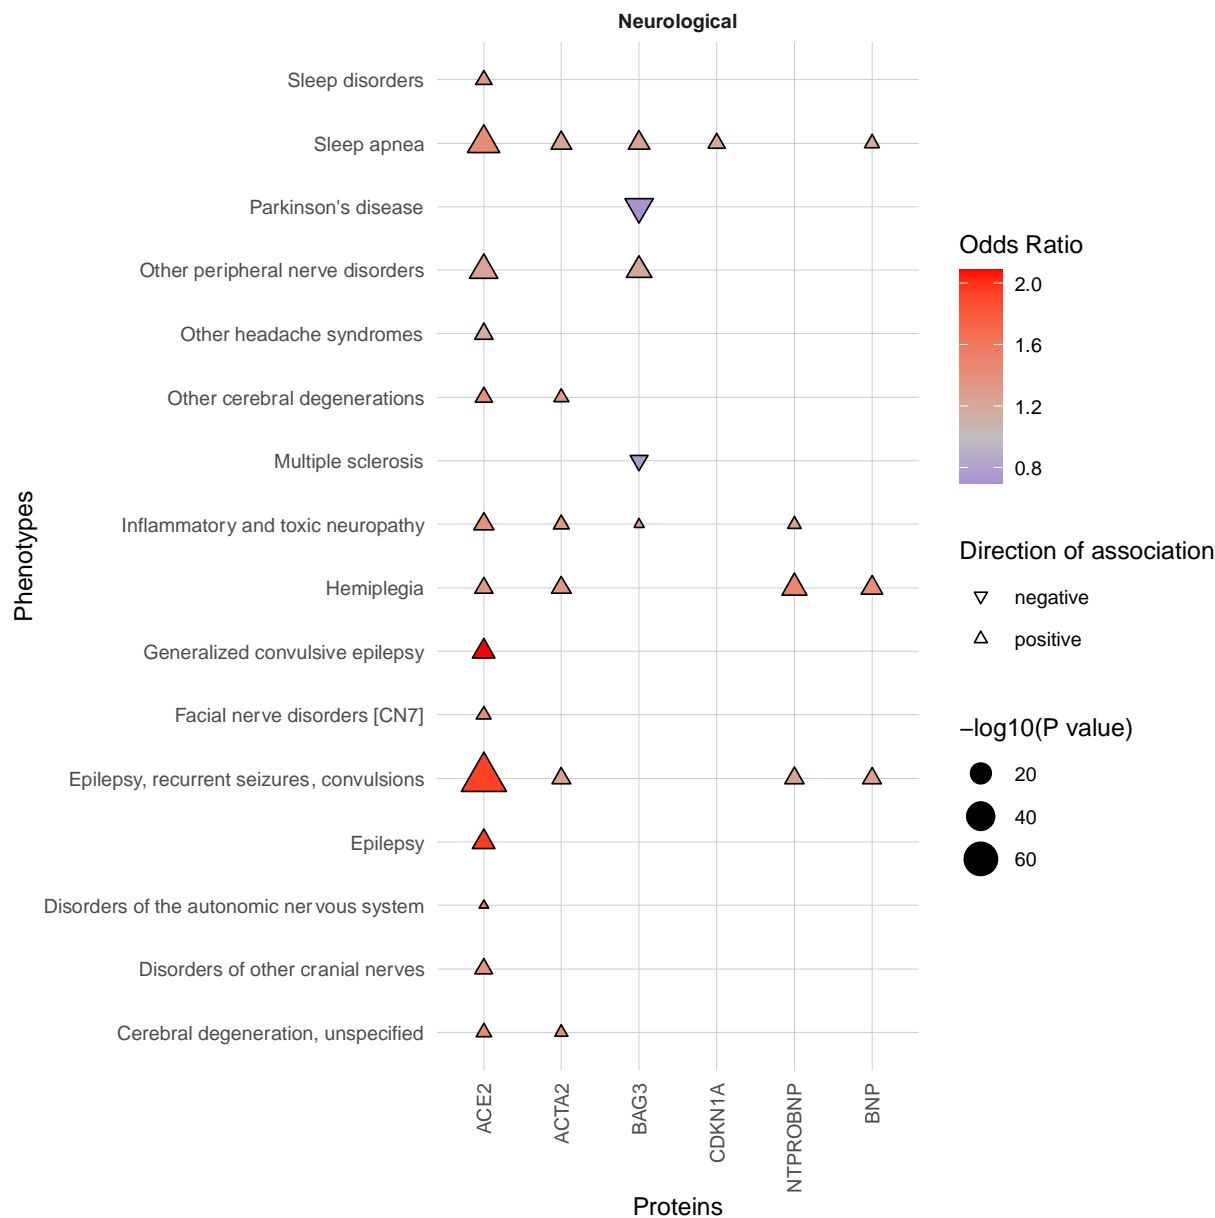 Neurological
Phenotypes
Sleep disorders
Sleep apnea
Parkinson's disease
Other peripheral nerve disorders
Other headache syndromes
Other cerebral degenerations
Multiple sclerosis
Inflammatory and toxic neuropathy
Hemiplegia
Generalized convulsive epilepsy
Facial nerve disorders [CN7]
Epilepsy, recurrent seizures, convulsions
Epilepsy
Disorders of the autonomic nervous system
Disorders of other cranial nerves
Cerebral degeneration, unspecified
ACE2
ACTA2
BAG3
CDKN1A
NTPROBNP
BNP
Proteins
Odds Ratio
2.0
1.6
1.2
0.8
Direction of association
negative
positive
−log10(P value)
20
40
60